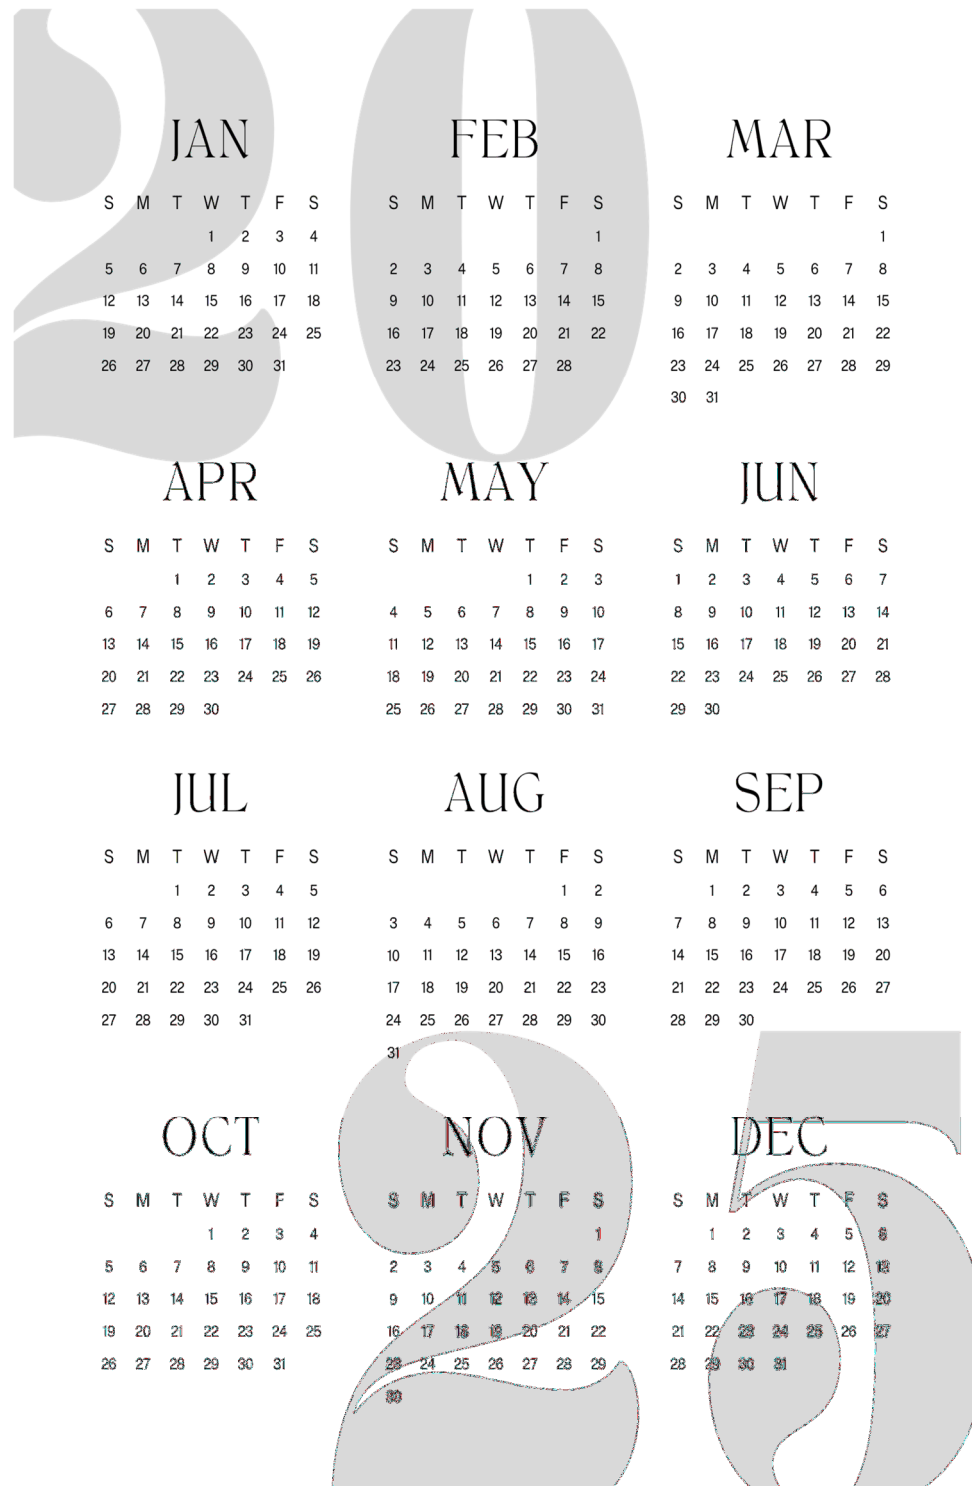 20
JAN FEB MAR
S M T W T F S S M T W T F S S M T W T F S
1 2 3 4 1 1
5 6 7 8 9 10 11 2 3 4 5 6 7 8 2 3 4 5 6 7 8
12 13 14 15 16 17 18 9 10 11 12 13 14 15 9 10 11 12 13 14 15
19 20 21 22 23 24 25 16 17 18 19 20 21 22 16 17 18 19 20 21 22
26 27 28 29 30 31 23 24 25 26 27 28 23 24 25 26 27 28 29
30 31
APR MAY JUN
S M T W T F S S M T W T F S S M T W T F S
1 2 3 4 5 1 2 3 1 2 3 4 5 6 7
6 7 8 9 10 11 12 4 5 6 7 8 9 10 8 9 10 11 12 13 14
13 14 15 16 17 18 19 11 12 13 14 15 16 17 15 16 17 18 19 20 21
20 21 22 23 24 25 26 18 19 20 21 22 23 24 22 23 24 25 26 27 28
27 28 29 30 25 26 27 28 29 30 31 29 30
JUL AUG SEP
S M T W T F S S M T W T F S S M T W T F S
1 2 3 4 5 1 2 1 2 3 4 5 6
6 7 8 9 10 11 12 3 4 5 6 7 8 9 7 8 9 10 11 12 13
13 14 15 16 17 18 19 10 11 12 13 14 15 16 14 15 16 17 18 19 20
20 21 22 23 24 25 26 17 18 19 20 21 22 23 21 22 23 24 25 26 27
27 28 29 30 31 24 25 26 27 28 29 30 28 29 30
31
25
OCT NOV DEC
S M T W T F S S M T W T F S S M T W T F S
1 2 3 4 1 1 2 3 4 5 6
5 6 7 8 9 10 11 2 3 4 5 6 7 8 7 8 9 10 11 12 13
12 13 14 15 16 17 18 9 10 11 12 13 14 15 14 15 16 17 18 19 20
19 20 21 22 23 24 25 16 17 18 19 20 21 22 21 22 23 24 25 26 27
26 27 28 29 30 31 23 24 25 26 27 28 29 28 29 30 31
30